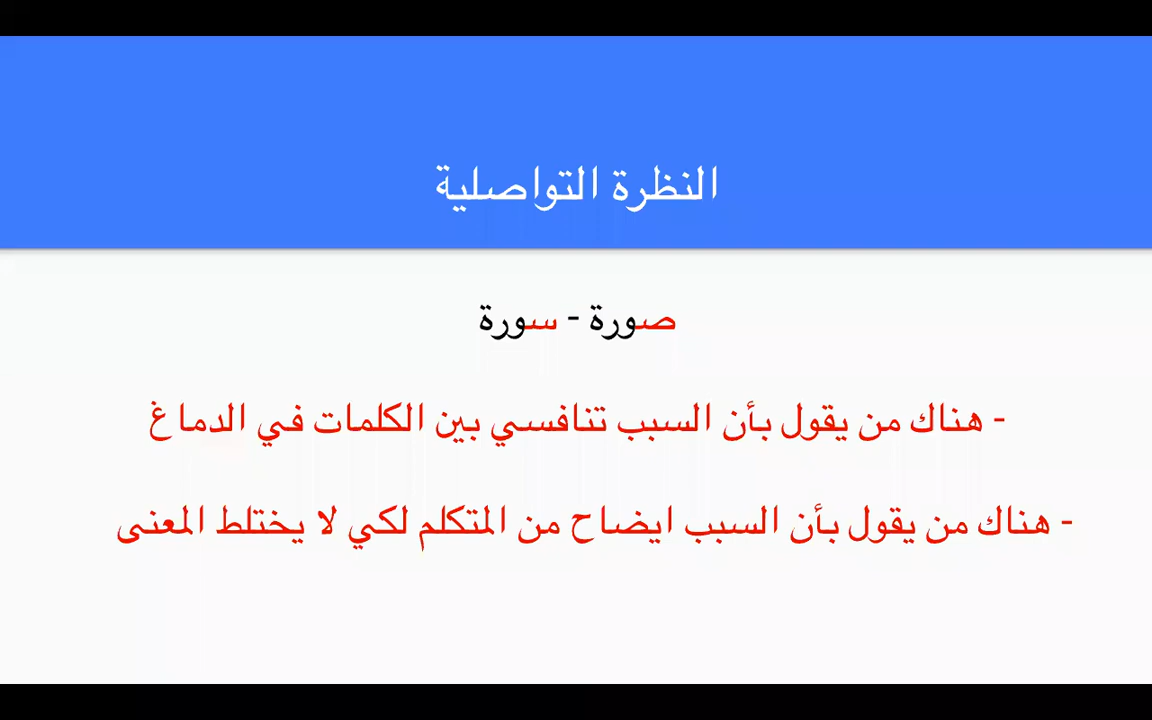 النظرة التواصلية
صورة - سورة
- هناك من يقول بأن السبب تنافسي بين الكلمات في الدماغ
- هناك من يقول بأن السبب ايضاح من المتكلم لكي لا يختلط المعنى